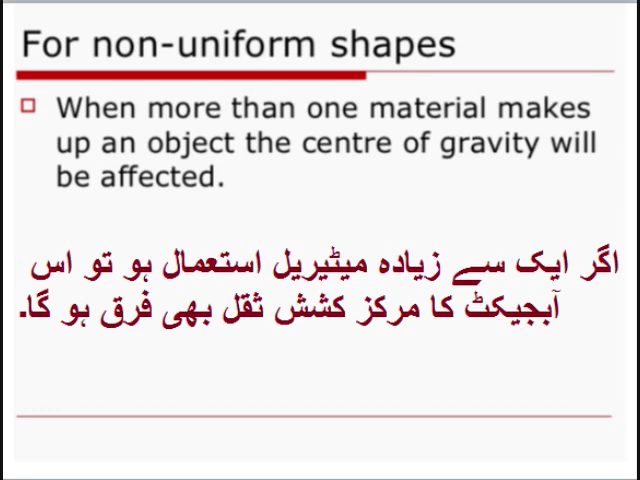 For non-uniform shapes
When more than one material makes
up an object the centre of gravity will
be affected.
اگر ایک سے زیادہ میٹیریل استعمال ہو تو اس
آبجیکٹ کا مرکز کشش ثقل بھی فرق ہو گا۔